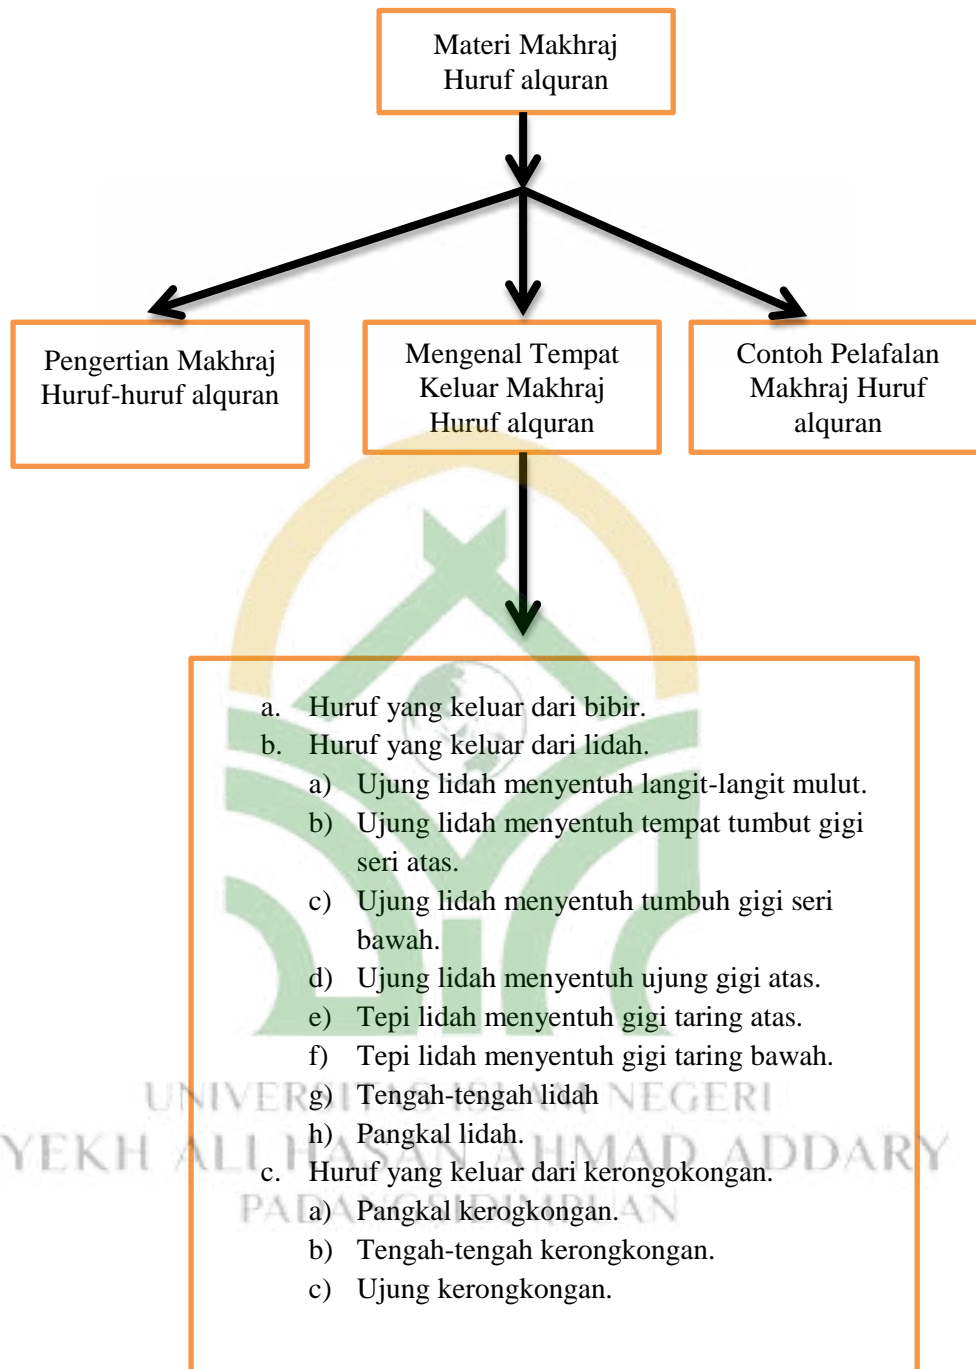 Materi Makhraj
Huruf alquran
Pengertian Makhraj
Huruf-huruf alquran
Mengenal Tempat
Keluar Makhraj
Huruf alquran
Contoh Pelafalan
Makhraj Huruf
alquran
a. Huruf yang keluar dari bibir.
b. Huruf yang keluar dari lidah.
a) Ujung lidah menyentuh langit-langit mulut.
b) Ujung lidah menyentuh tempat tumbut gigi
seri atas.
c) Ujung lidah menyentuh tumbuh gigi seri
bawah.
d) Ujung lidah menyentuh ujung gigi atas.
e) Tepi lidah menyentuh gigi taring atas.
f) Tepi lidah menyentuh gigi taring bawah.
g) Tengah-tengah lidah
h) Pangkal lidah.
c. Huruf yang keluar dari kerongokongan.
a) Pangkal kerogkongan.
b) Tengah-tengah kerongkongan.
c) Ujung kerongkongan.
UNIVERSITAS ISLAM NEGERI
YEKH ALI HASAN AHMAD ADDARY
PADANGSIDIMPUAN